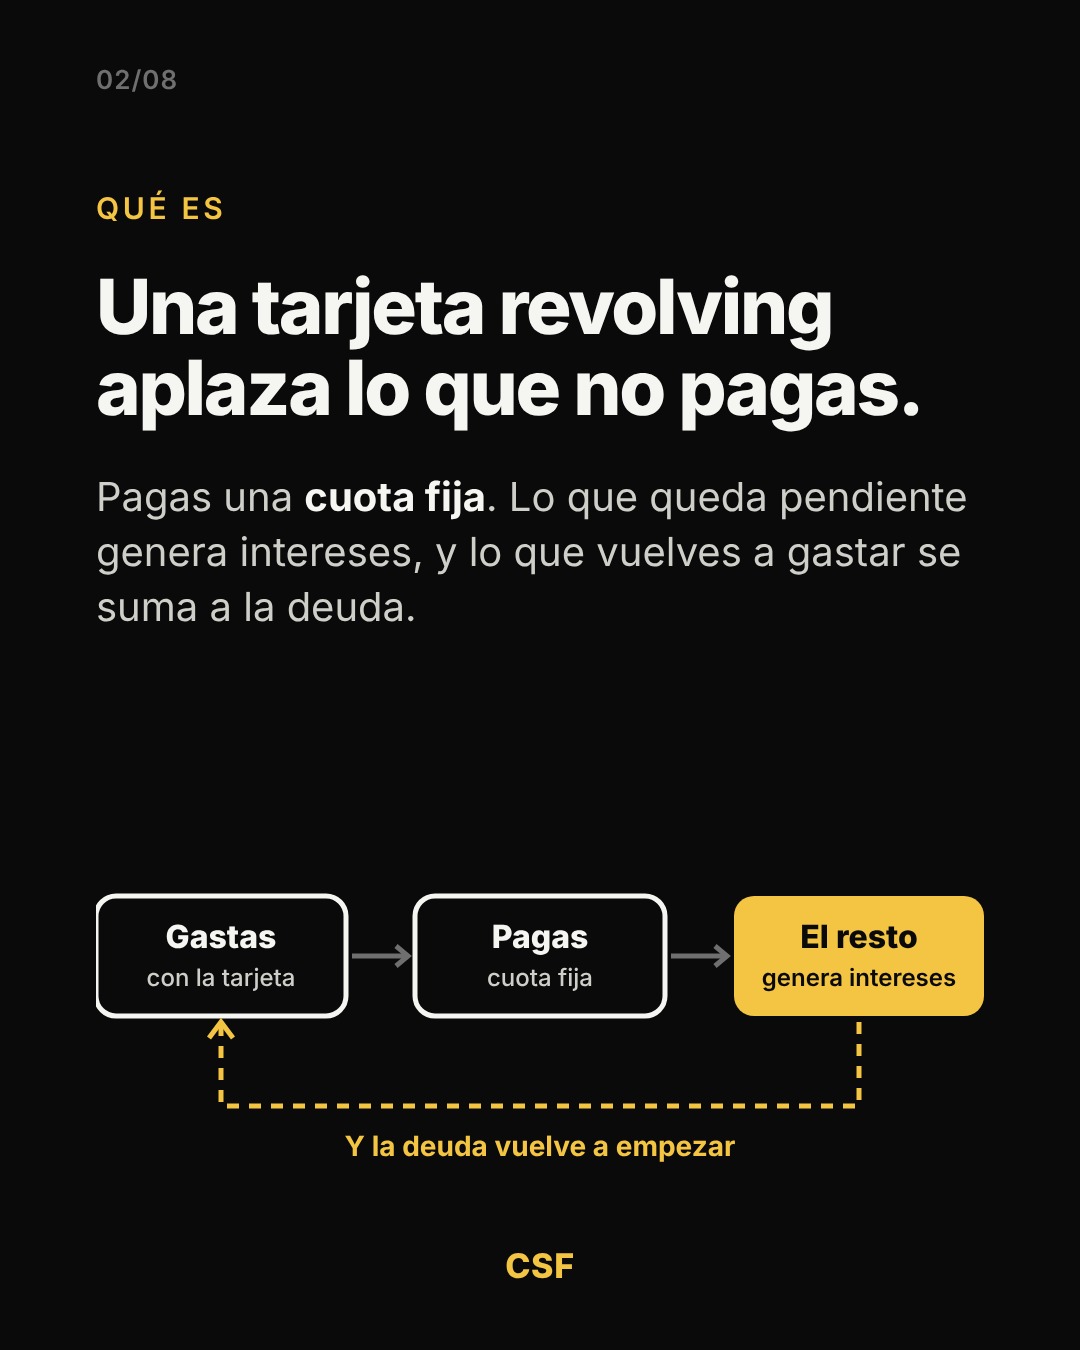 02/08
QUÉ ES
Una tarjeta revolving
aplaza lo que no pagas.
Pagas una cuota fija. Lo que queda pendiente
genera intereses, y lo que vuelves a gastar se
suma a la deuda.
Gastas
con la tarjeta
Pagas
cuota fija
El resto
genera intereses
Y la deuda vuelve a empezar
CSF